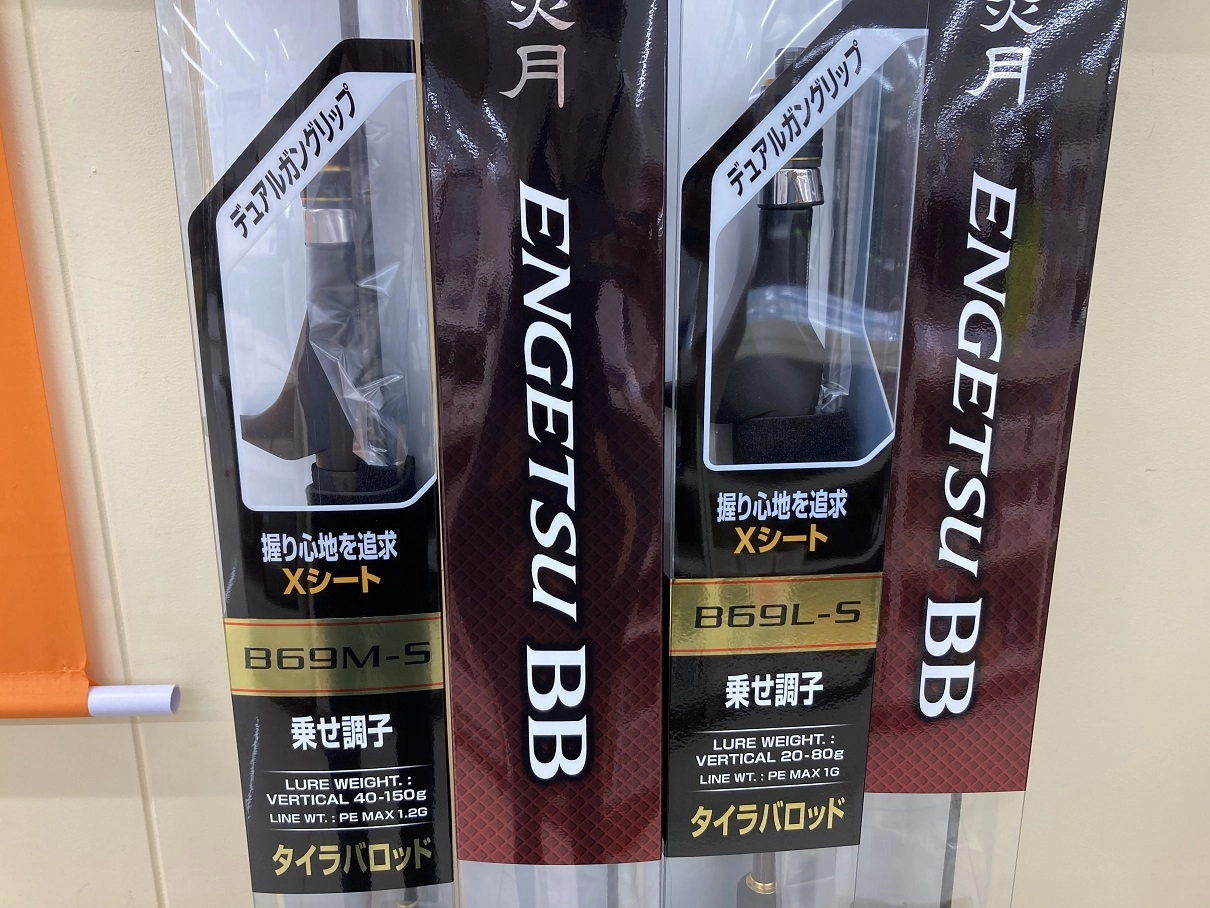 デュアルガングリップ
握り心地を追求
Xシート
B69M-S
乗せ調子
LURE WEIGHT. :
VERTICAL 40-150g
LINE WT. : PE MAX 1.2G
タイラバロッド
炎月
ENGETSU BB
デュアルガングリップ
握り心地を追求
Xシート
B69L-S
乗せ調子
LURE WEIGHT. :
VERTICAL 20-80g
LINE WT. : PE MAX 1G
タイラバロッド
炎月
ENGETSU BB